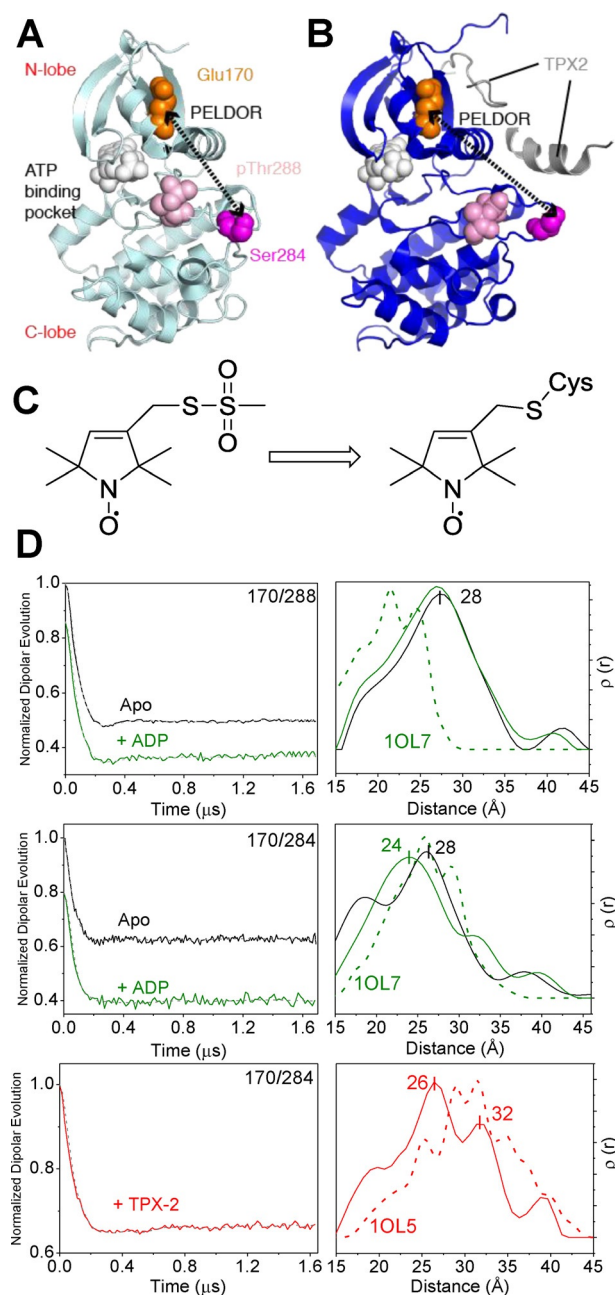 A
N-lobe
Glu170
PELDOR
ATP
binding
pocket
pThr288
Ser284
C-lobe
B
TPX2
PELDOR
C
O
S
S
O
N
O
Cys
S
N
O
D
Normalized Dipolar Evolution
1.0
0.8
0.6
0.4
170/288
Apo
+ ADP
0.0 0.4 0.8 1.2 1.6
Time (µs)
28
1OL7
ρ (r)
15 20 25 30 35 40 45
Distance (Å)
Normalized Dipolar Evolution
1.0
0.8
0.6
0.4
170/284
Apo
+ ADP
0.0 0.4 0.8 1.2 1.6
Time (µs)
24 28
1OL7
ρ (r)
15 20 25 30 35 40 45
Distance (Å)
Normalized Dipolar Evolution
1.0
0.8
0.6
170/284
+ TPX-2
0.0 0.4 0.8 1.2 1.6
Time (µs)
26
32
1OL5
ρ (r)
15 20 25 30 35 40 45
Distance (Å)